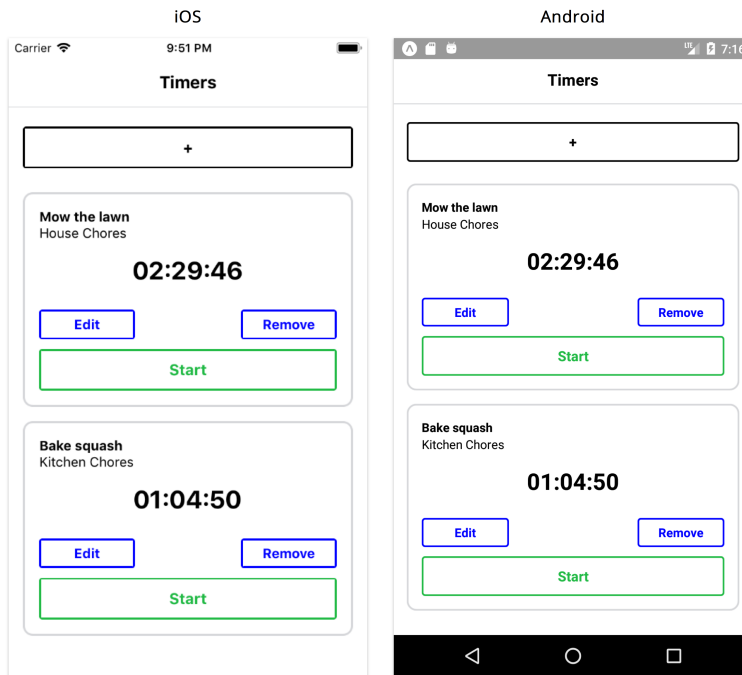 iOS
Carrier 9:51 PM
Timers
+
Mow the lawn
House Chores
02:29:46
Edit Remove
Start
Bake squash
Kitchen Chores
01:04:50
Edit Remove
Start
Android
LTE 7:16
Timers
+
Mow the lawn
House Chores
02:29:46
Edit Remove
Start
Bake squash
Kitchen Chores
01:04:50
Edit Remove
Start